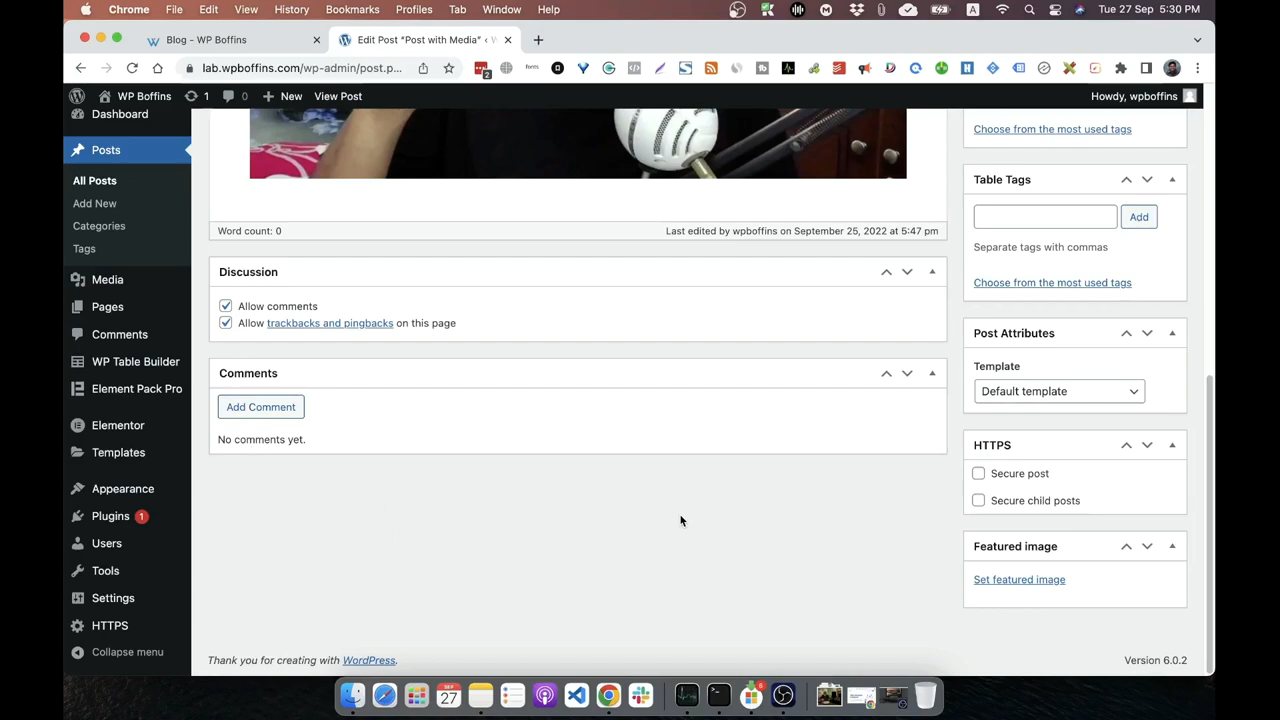 Chrome File Edit View History Bookmarks Profiles Tab Window Help
A
Tue 27 Sep 5:30 PM
Blog – WP Boffins
Edit Post “Post with Media” ‹
lab.wpboffins.com/wp-admin/post.p...
2
form
WP Boffins 1 0 New View Post
Howdy, wpboffins
Dashboard
Posts
All Posts
Add New
Categories
Tags
Media
Pages
Comments
WP Table Builder
Element Pack Pro
Elementor
Templates
Appearance
Plugins 1
Users
Tools
Settings
HTTPS
Collapse menu
Word count: 0
Last edited by wpboffins on September 25, 2022 at 5:47 pm
Discussion
Allow comments
Allow trackbacks and pingbacks on this page
Comments
Add Comment
No comments yet.
Choose from the most used tags
Table Tags
Add
Separate tags with commas
Choose from the most used tags
Post Attributes
Template
Default template
HTTPS
Secure post
Secure child posts
Featured image
Set featured image
Thank you for creating with WordPress.
Version 6.0.2
SEP
27
6